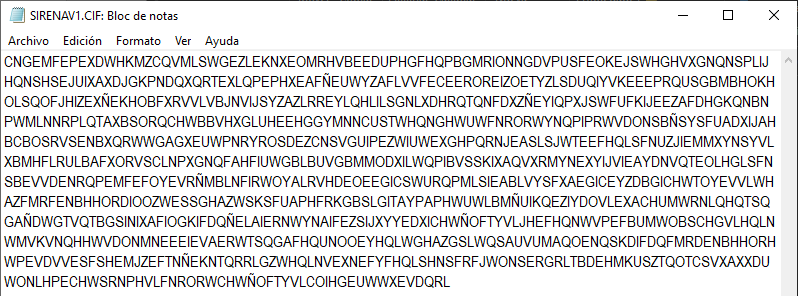 SIRENAV1.CIF: Bloc de notas
Archivo Edición Formato Ver Ayuda
CNGEMFEPEXDWHKMZCQVMLSWGEZLEKNXEOMRHVBEEDUPHGFHQPBGMRIONNGDVPUSFEOKEJSWHGHVXGNQNSPLIJ
HQNSHSEJUIXAXDJGKPNDQXQRTEXLQPEPHXEAFÑEUWYZAFLVVFECEEROREIZOETYZLSDUQIYVKEEEPRQUSGBMBHOKH
OLSQOFJHIZEXÑEKHOBFXRVVLVBJNVIJSYZAZLRREYLQHLILSGNLXDHRQTQNFDXZÑEYIQPXJSWFUFKIJEEZAFDHGKQNBN
PWMLNNRPLQTAXBSORQCHWBBVHXGLUHEEHGGYMNNCUSTWHQNGHWUWFNRORWYNQPIPRWVDONSBÑSYSFUADXIJAH
BCBOSRVSENBXQRWWGAGXEUWPNRYROSDEZCNSVGUIPEZWIUWEXGHPQRNJEASLSJWTEEFHQLSFNUZJIEMMXYNSYVL
XBMHFLRULBAFXORVSCLNPXGNQFAHFIUWGBLBUVGBMMODXILWQPIBVSSKIXAQVXRMYNEXYIJVIEAYDNVQTEOLHGLSFN
SBEVVDENRQPEMFEFOYEVRÑMBLNFIRWOYALRVHDEOEEGICSWURQPMLSIEABLVYSFXAEGICEYZDBGICHWTOYEVVLWH
AZFMRFENBHHORDIOOZWESSGHAZWSKSFUAPHFRKGBSLGITAYPAPHWUWLBMÑUIKQEZIYDOVLEXACHUMWRNLQHQTSQ
GAÑDWGTVQTBGSINIXAFIOGKIFDQÑELAIERNWYNAIFEZSIJXYYEDXICHWÑOFTYVLJHEFHQNWVPEFBUMWOBSCHGVLHQLN
WMVKVNQHHWVDONMNEEEIEVAERWTSQGAFHQUNOOEYHQLWGHAZGSLWQSAUVUMAQOENQSKDIFDQFMRDENBHHORH
WPEVDVVESFSHEMJZEFTNÑEKNTQRRLGZWHQLNVEXNEFYFHQLSHNSFRFJWONSERGRLTBDEHMKUSZTQOTCSVXAXXDU
WONLHPECHWSRNPHVLFNRORWCHWÑOFTYVLCOIHGEUWWXEVDQRL